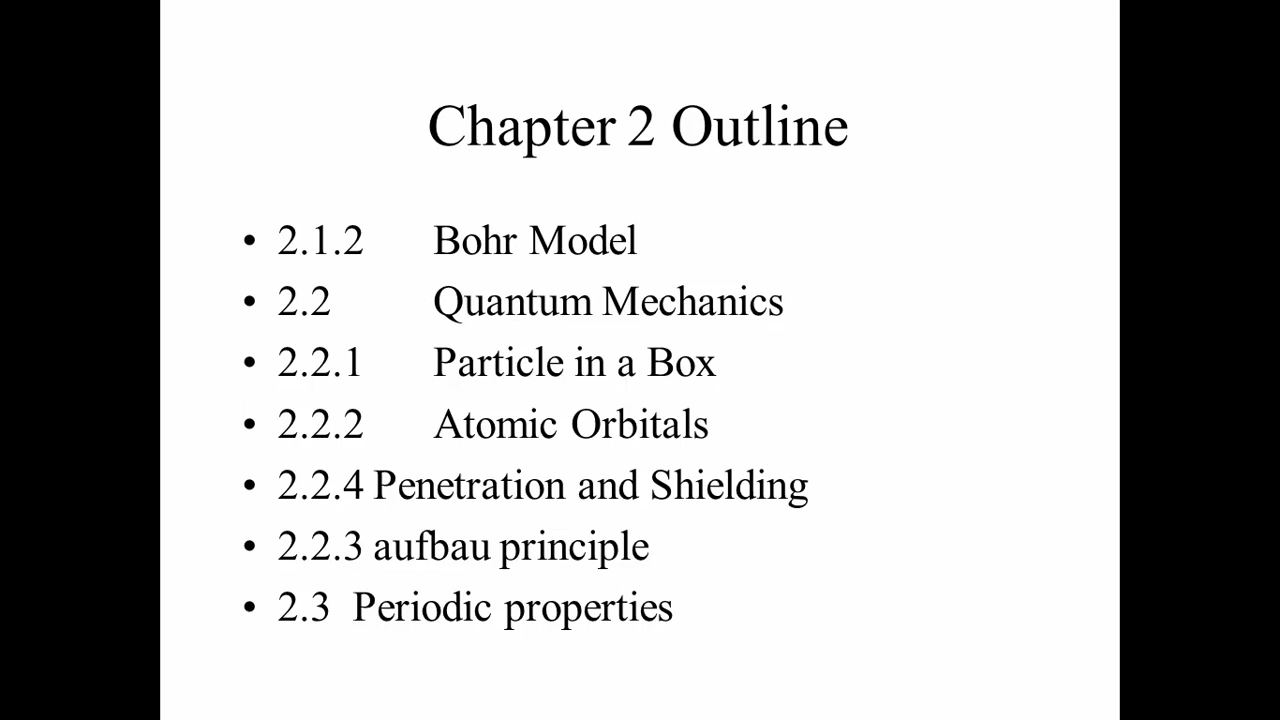 Chapter 2 Outline
• 2.1.2 Bohr Model
• 2.2 Quantum Mechanics
• 2.2.1 Particle in a Box
• 2.2.2 Atomic Orbitals
• 2.2.4 Penetration and Shielding
• 2.2.3 aufbau principle
• 2.3 Periodic properties